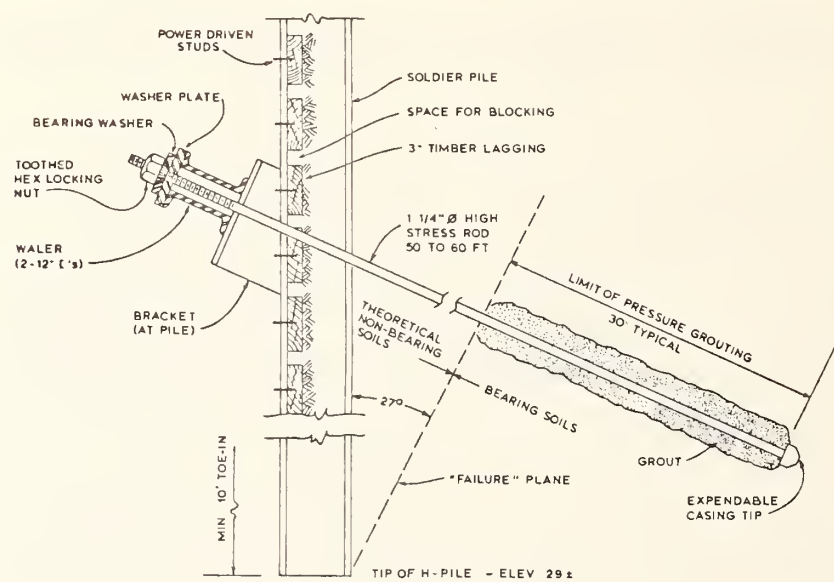 POWER DRIVEN
STUDS
WASHER PLATE
BEARING WASHER
TOOTHED
HEX LOCKING
NUT
WALER
(2-12" ['s)
BRACKET
(AT PILE)
MIN 10' TOE-IN
SOLDIER PILE
SPACE FOR BLOCKING
3" TIMBER LAGGING
1 1/4" Ø HIGH
STRESS ROD
50 TO 60 FT
LIMIT OF PRESSURE GROUTING
30' TYPICAL
THEORETICAL
NON-BEARING
SOILS
BEARING SOILS
27°
"FAILURE" PLANE
GROUT
EXPENDABLE
CASING TIP
TIP OF H-PILE - ELEV 29 ±